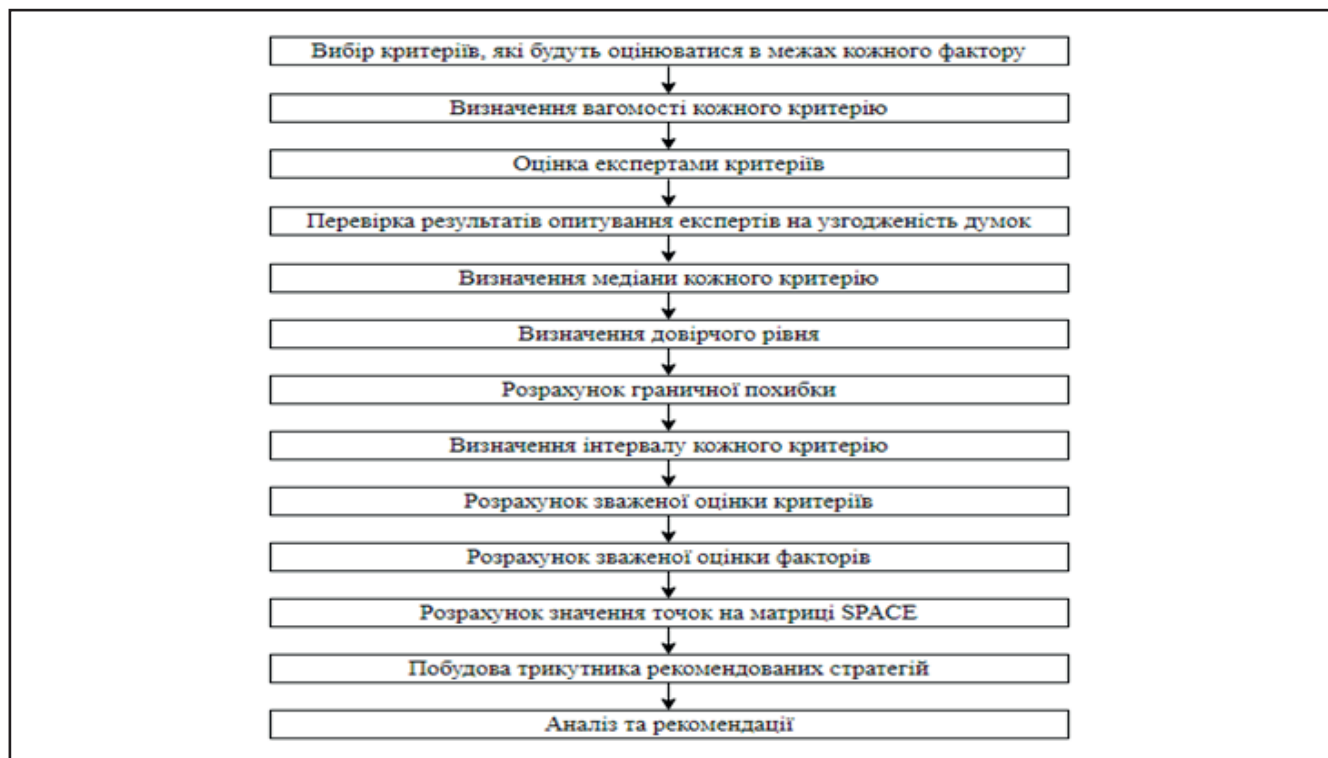 Вибір критеріїв, які будуть оцінюватися в межах кожного фактору
Визначення вагомості кожного критерію
Оцінка експертами критеріїв
Перевірка результатів опитування експертів на узгодженість думок
Визначення медіани кожного критерію
Визначення довірчого рівня
Розрахунок граничної похибки
Визначення інтервалу кожного критерію
Розрахунок зваженої оцінки критеріїв
Розрахунок зваженої оцінки факторів
Розрахунок значення точок на матриці SPACE
Побудова трикутника рекомендованих стратегій
Аналіз та рекомендації